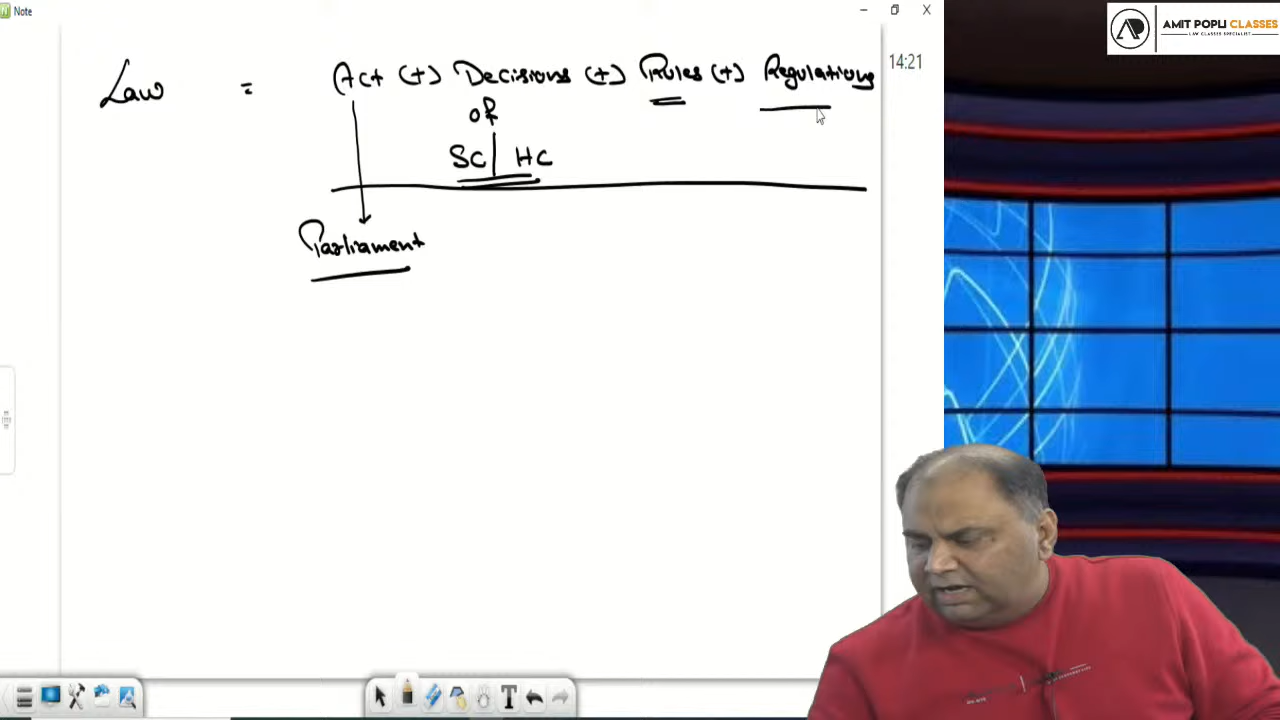 Note
AMIT POPLI CLASSES
LAW CLASSES SPECIALIST
14:21
Law = Act (+) Decisions (+) Rules (+) Regulations
of
SC | HC
Parliament